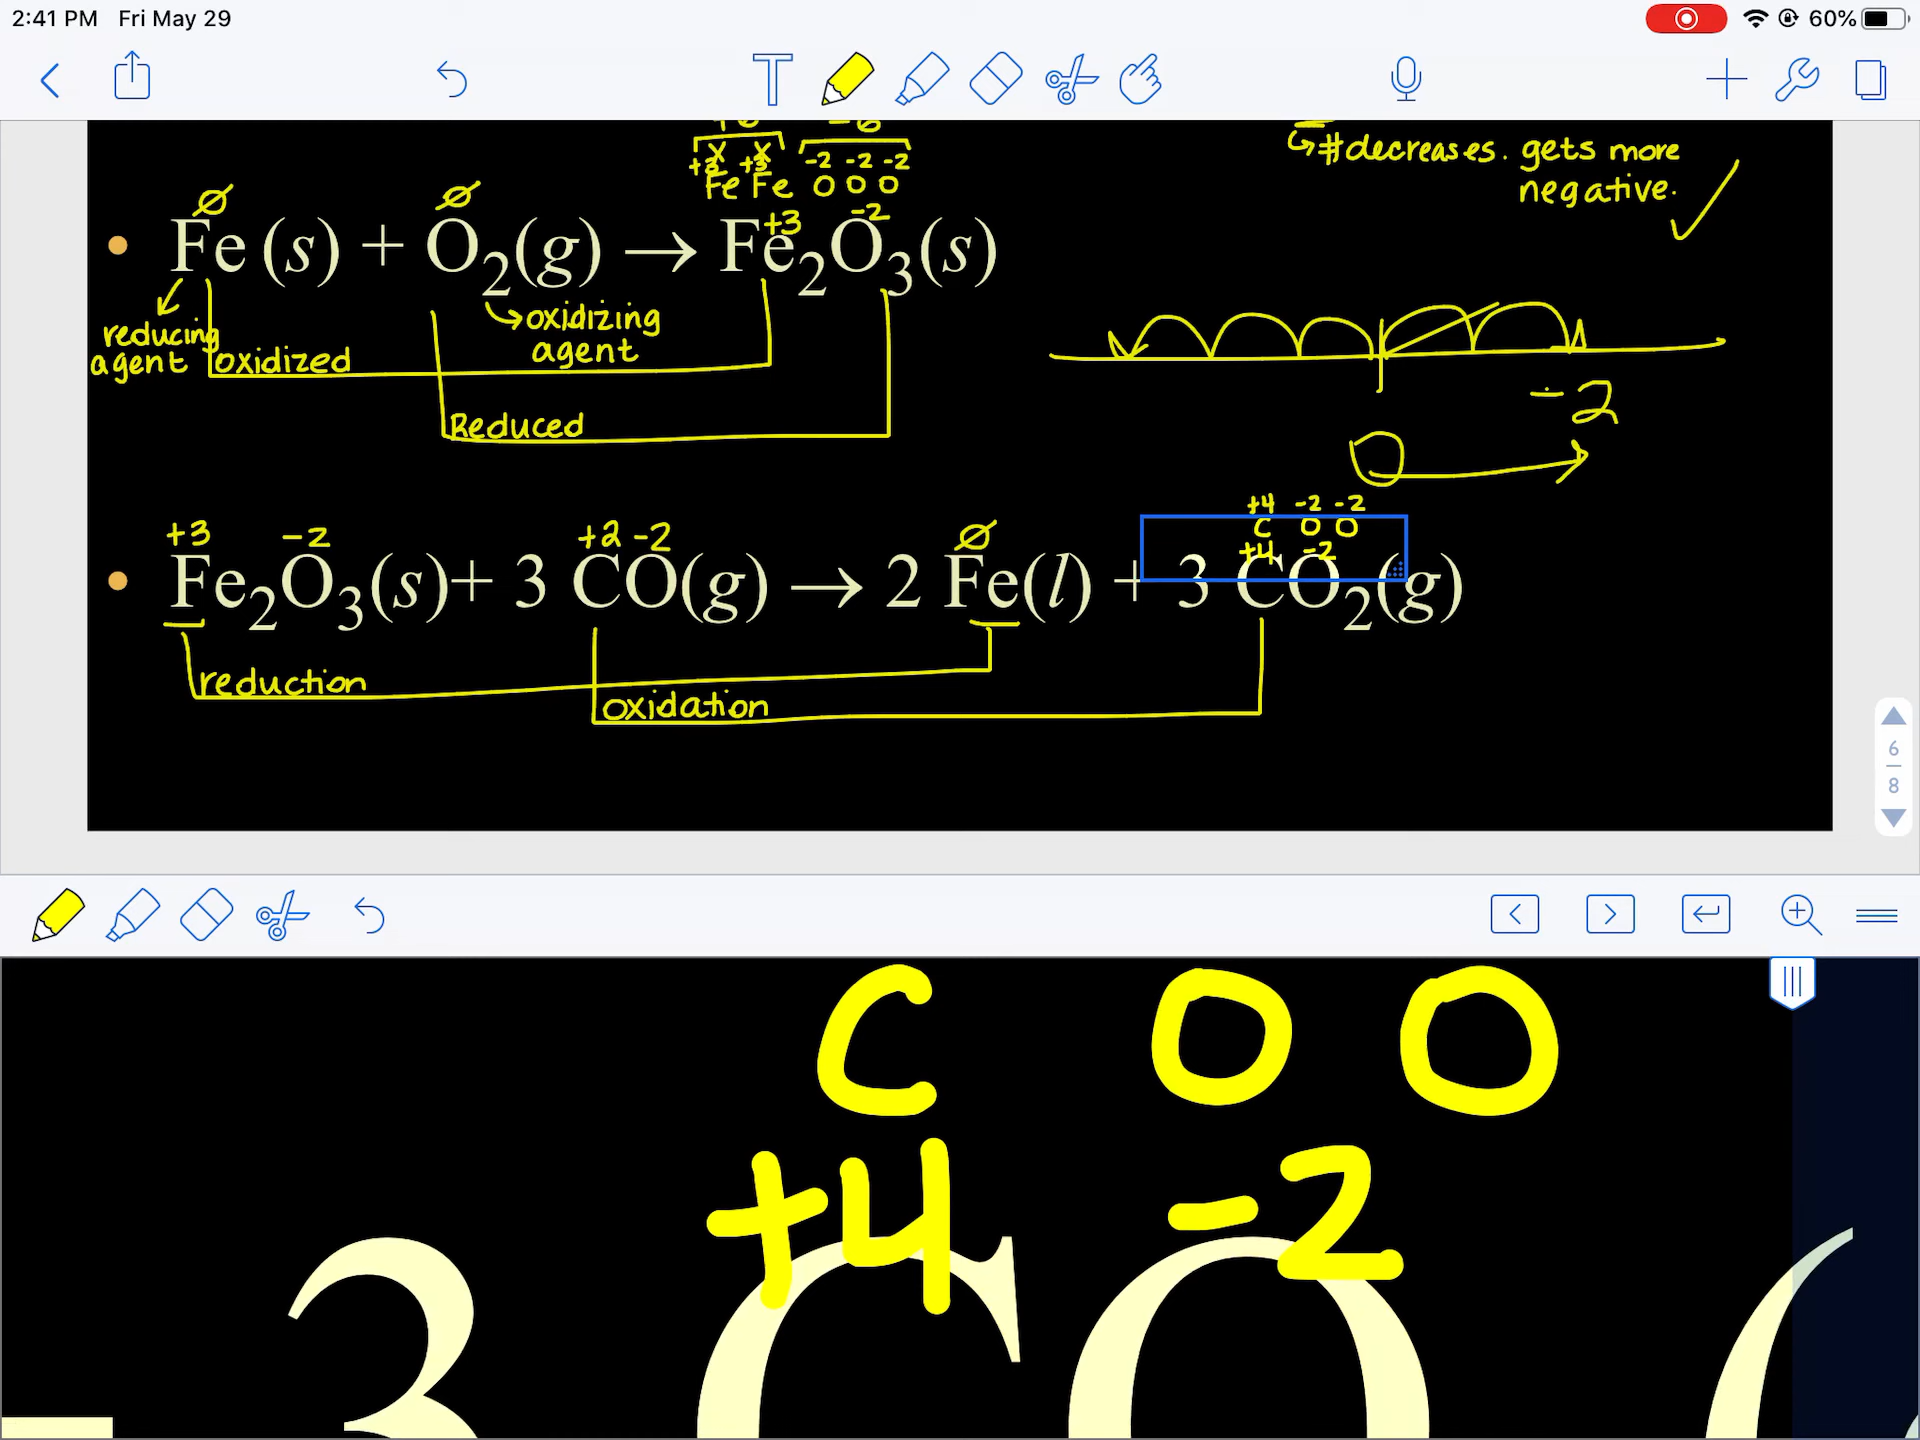 2:41 PM Fri May 29
60%
-6
↳#decreases. gets more
negative.
X X
+3 +3 -2 -2 -2
Fe Fe O O O
Ø Ø +3 -2
• Fe (s) + O₂(g) → Fe₂O₃(s)
reducing
agent
oxidizing
agent
oxidized
Reduced
-2
+4 -2 -2
C O O
+3 -2 +2 -2 Ø +4 -2
• Fe₂O₃(s)+ 3 CO(g) → 2 Fe(l) + 3 CO₂(g)
reduction
oxidation
6
8
C O O
+4 -2
3 CO (